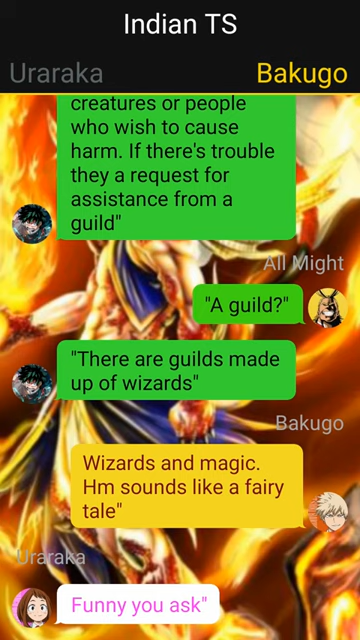 Indian TS
Uraraka
Bakugo
creatures or people
who wish to cause
harm. If there's trouble
they a request for
assistance from a
guild"
All Might
"A guild?"
"There are guilds made
up of wizards"
Bakugo
Wizards and magic.
Hm sounds like a fairy
tale"
Uraraka
Funny you ask"